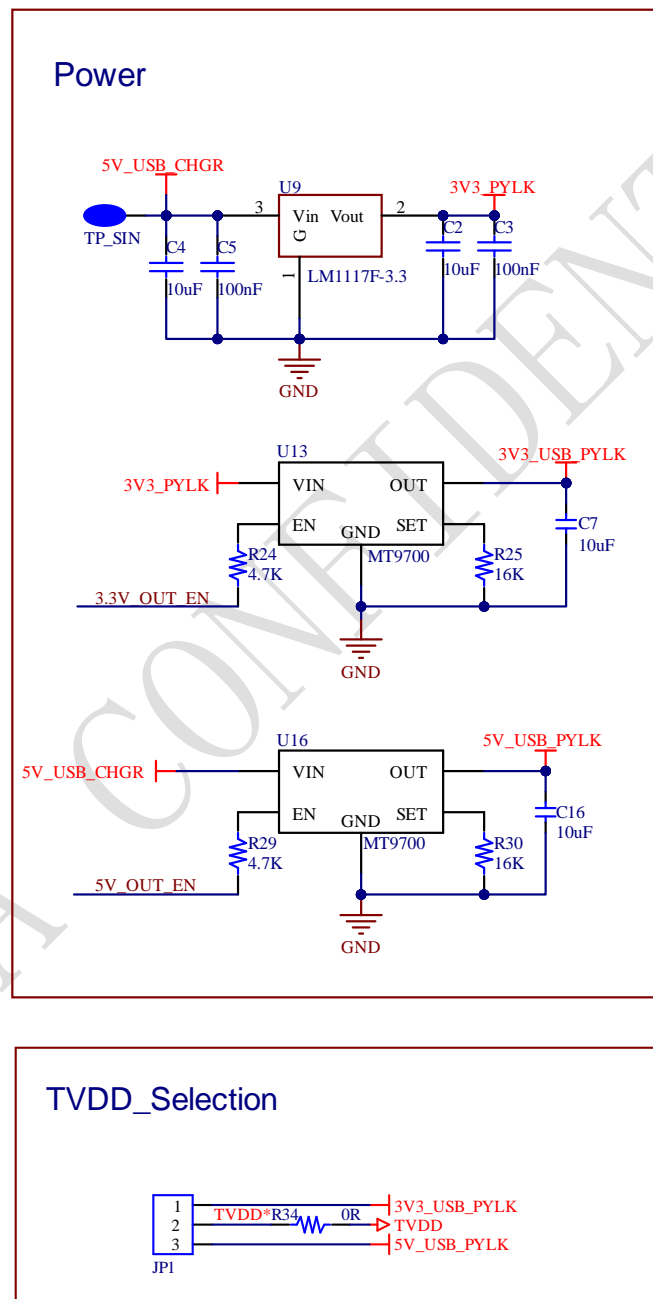 Power
5V_USB_CHGR
U9
3V3_PYLK
3 Vin Vout 2
TP_SIN
G
C4 C5 C2 C3
1
LM1117F-3.3
10uF 100nF 10uF 100nF
GND
U13
3V3_USB_PYLK
3V3_PYLK VIN OUT
EN GND SET
C7
10uF
R24
4.7K
MT9700
R25
16K
3.3V_OUT_EN
GND
U16
5V_USB_PYLK
5V_USB_CHGR VIN OUT
EN GND SET
C16
10uF
R29
4.7K
MT9700
R30
16K
5V_OUT_EN
GND
TVDD_Selection
1 3V3_USB_PYLK
2 TVDD* R34 0R TVDD
3 5V_USB_PYLK
JP1